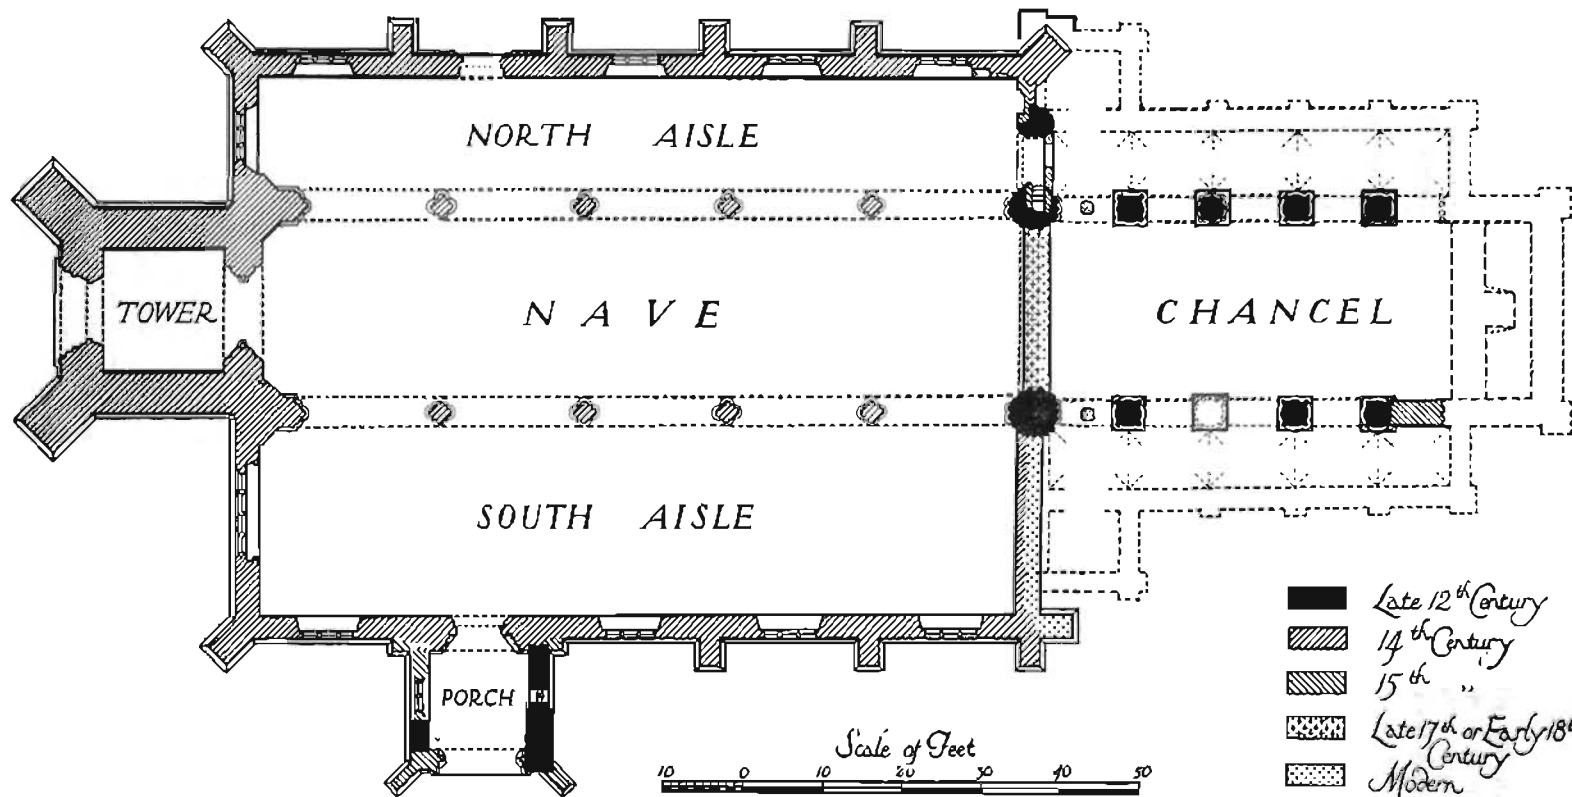 NORTH AISLE
TOWER
NAVE
CHANCEL
SOUTH AISLE
PORCH
Late 12th Century
14th Century
15th "
Late 17th or Early 18th
Century
Modern
Scale of Feet
10 0 10 20 30 40 50